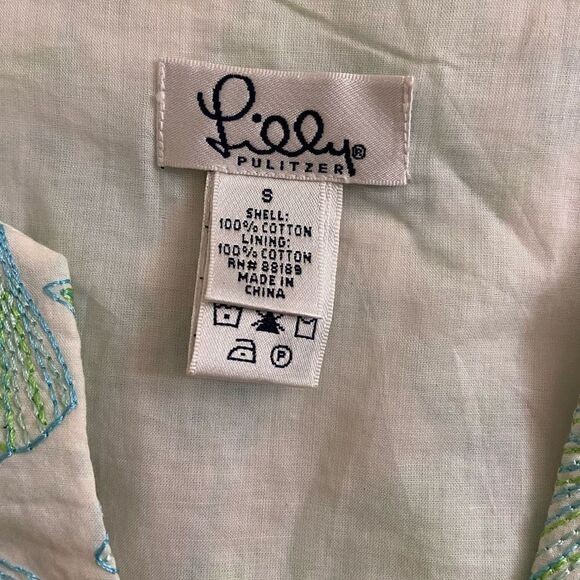 Lilly®
PULITZER
S
SHELL:
100% COTTON
LINING:
100% COTTON
RN# 88189
MADE IN
CHINA
P